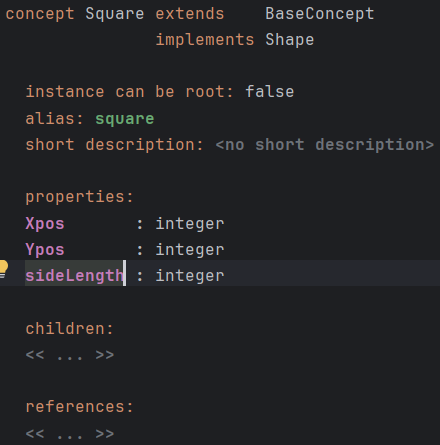 concept Square extends    BaseConcept
               implements Shape
instance can be root: false
alias: square
short description: <no short description>
properties:
Xpos       : integer
Ypos       : integer
sideLength : integer
children:
<< ... >>
references:
<< ... >>